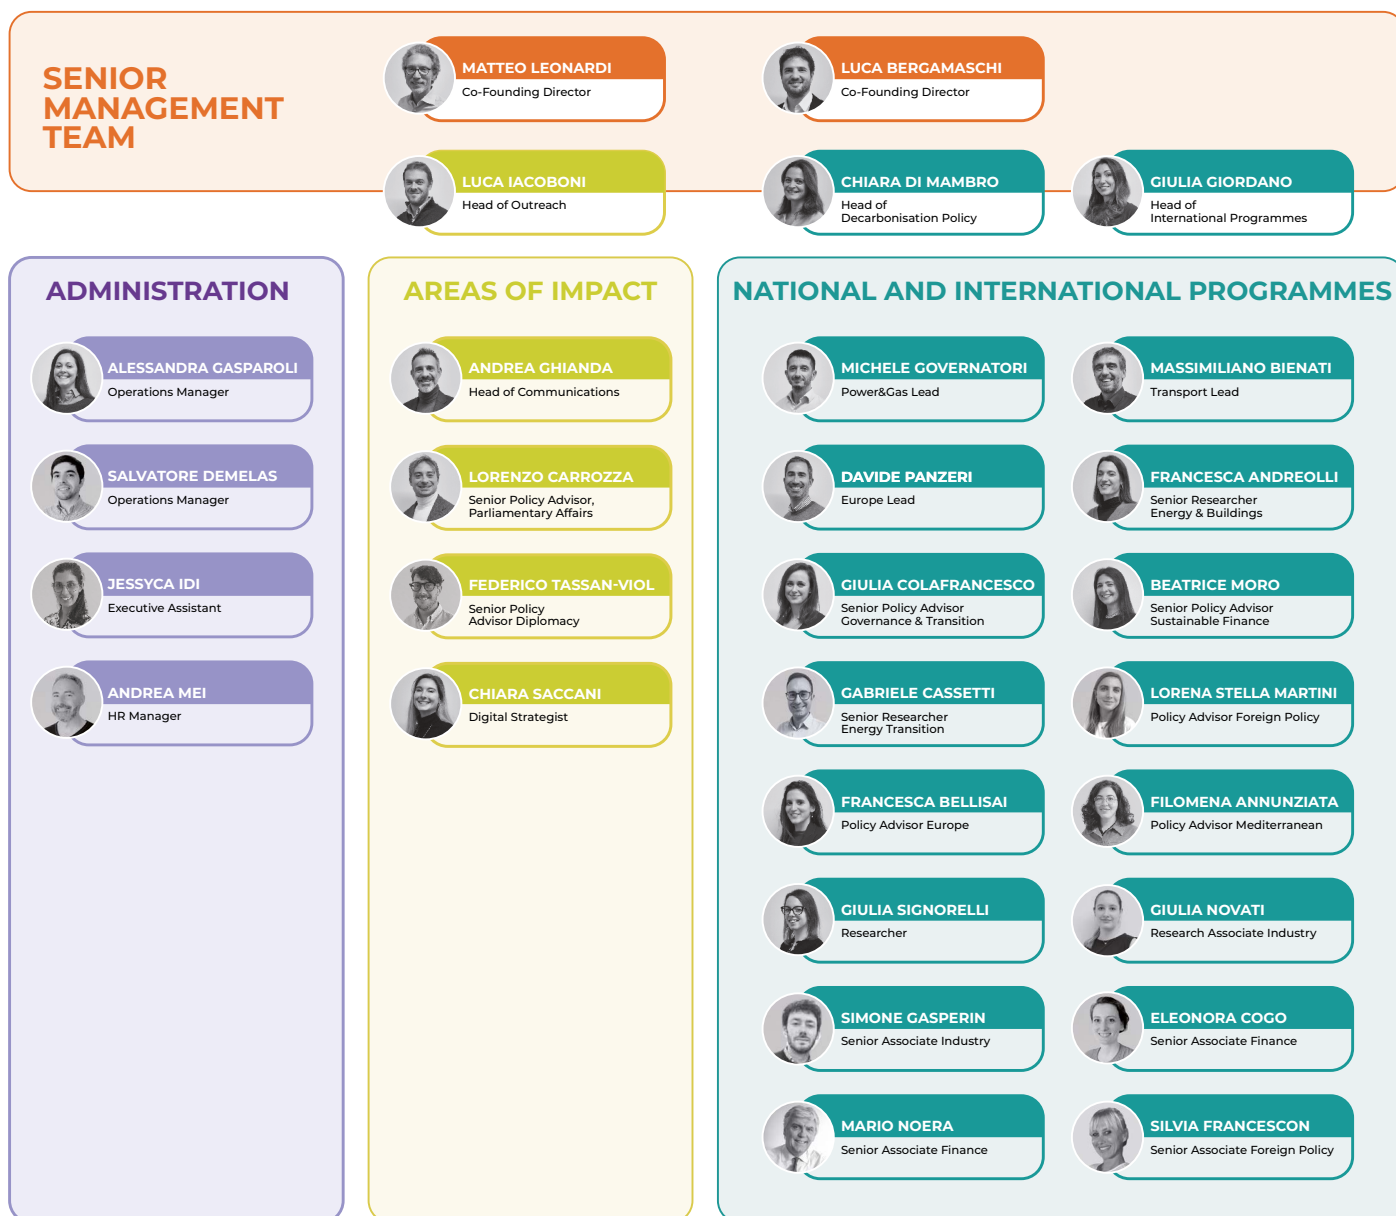 SENIOR
MANAGEMENT
TEAM
MATTEO LEONARDI
Co-Founding Director
LUCA BERGAMASCHI
Co-Founding Director
LUCA IACOBONI
Head of Outreach
CHIARA DI MAMBRO
Head of
Decarbonisation Policy
GIULIA GIORDANO
Head of
International Programmes
ADMINISTRATION
ALESSANDRA GASPAROLI
Operations Manager
SALVATORE DEMELAS
Operations Manager
JESSYCA IDI
Executive Assistant
ANDREA MEI
HR Manager
AREAS OF IMPACT
ANDREA GHIANDA
Head of Communications
LORENZO CARROZZA
Senior Policy Advisor,
Parliamentary Affairs
FEDERICO TASSAN-VIOL
Senior Policy
Advisor Diplomacy
CHIARA SACCANI
Digital Strategist
NATIONAL AND INTERNATIONAL PROGRAMMES
MICHELE GOVERNATORI
Power&Gas Lead
MASSIMILIANO BIENATI
Transport Lead
DAVIDE PANZERI
Europe Lead
FRANCESCA ANDREOLLI
Senior Researcher
Energy & Buildings
GIULIA COLAFRANCESCO
Senior Policy Advisor
Governance & Transition
BEATRICE MORO
Senior Policy Advisor
Sustainable Finance
GABRIELE CASSETTI
Senior Researcher
Energy Transition
LORENA STELLA MARTINI
Policy Advisor Foreign Policy
FRANCESCA BELLISAI
Policy Advisor Europe
FILOMENA ANNUNZIATA
Policy Advisor Mediterranean
GIULIA SIGNORELLI
Researcher
GIULIA NOVATI
Research Associate Industry
SIMONE GASPERIN
Senior Associate Industry
ELEONORA COGO
Senior Associate Finance
MARIO NOERA
Senior Associate Finance
SILVIA FRANCESCON
Senior Associate Foreign Policy